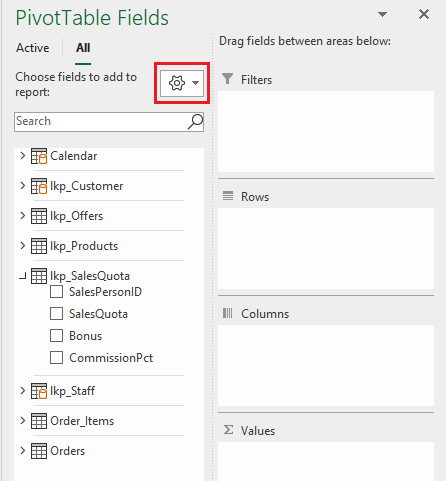 PivotTable Fields
Active All
Choose fields to add to
report:
Search
Calendar
lkp_Customer
lkp_Offers
lkp_Products
lkp_SalesQuota
SalesPersonID
SalesQuota
Bonus
CommissionPct
lkp_Staff
Order_Items
Orders
Drag fields between areas below:
Filters
Rows
Columns
Values